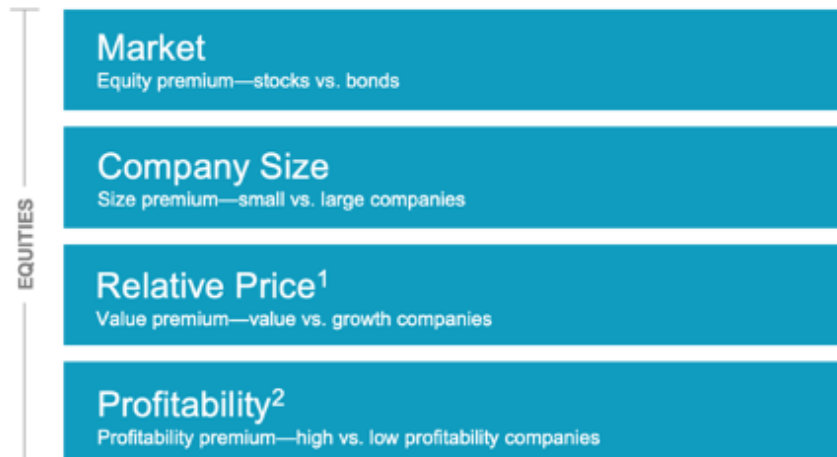 Market
Equity premium—stocks vs. bonds
Company Size
Size premium—small vs. large companies
EQUITIES
Relative Price¹
Value premium—value vs. growth companies
Profitability²
Profitability premium—high vs. low profitability companies